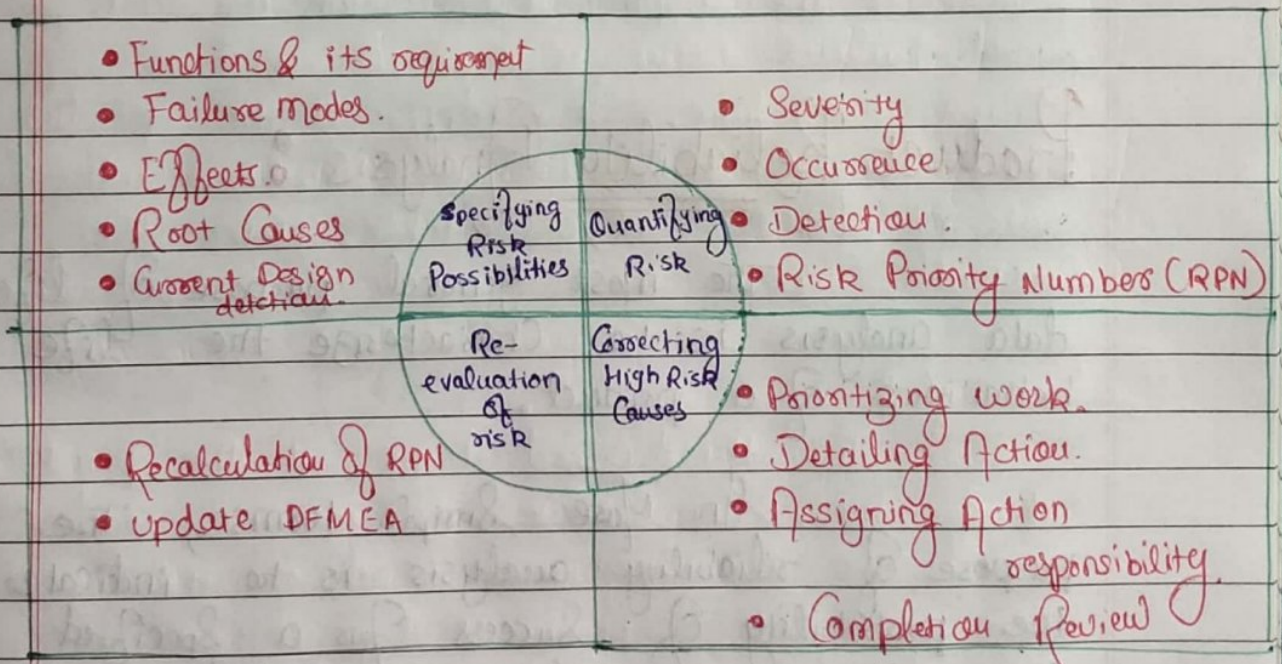 • Functions & its requirement
• Failure modes.
• Effects.
• Root Causes
• Current Design
detction.
Specifying
Risk
Possibilities
Quantifying
Risk
• Severity
• Occurrence
• Detection.
• Risk Priority Number (RPN)
Re-
evaluation
of
risk
• Recalculation of RPN
• update DFMEA
Correcting
High Risk
Causes
• Prioritizing work.
• Detailing Action.
• Assigning Action
responsibility.
• Completion Review